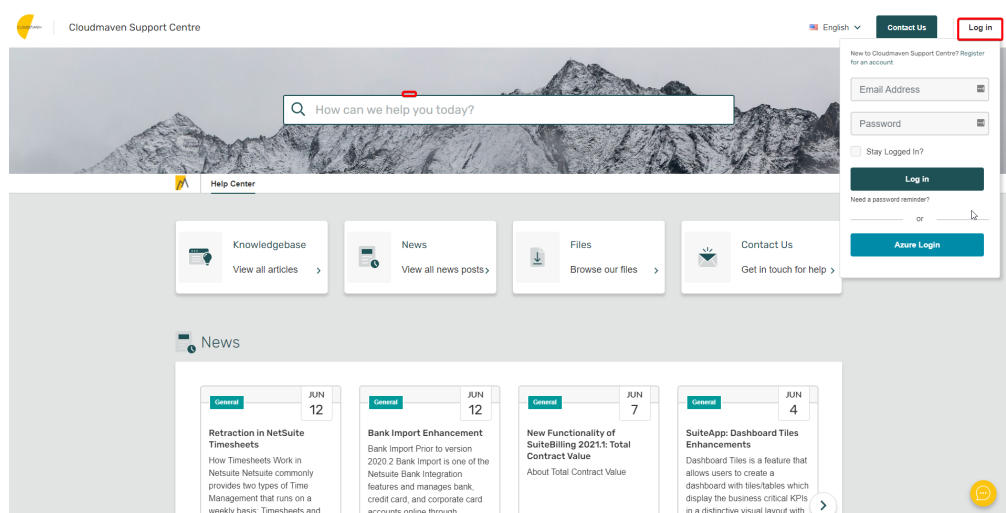 Cloudmaven Support Centre
English
Contact Us
Log in
New to Cloudmaven Support Centre? Register
for an account
Email Address
Password
Stay Logged In?
Log in
Need a password reminder?
or
Azure Login
How can we help you today?
Help Center
Knowledgebase
View all articles
News
View all news posts
Files
Browse our files
Contact Us
Get in touch for help
News
General
JUN
12
Retraction in NetSuite
Timesheets
How Timesheets Work in
Netsuite Netsuite commonly
provides two types of Time
Management that runs on a
weekly basis: Timesheets and
General
JUN
12
Bank Import Enhancement
Bank Import Prior to version
2020.2 Bank Import is one of the
Netsuite Bank Integration
features and manages bank,
credit card, and corporate card
accounts online through
General
JUN
7
New Functionality of
SuiteBilling 2021.1: Total
Contract Value
About Total Contract Value
General
JUN
4
SuiteApp: Dashboard Tiles
Enhancements
Dashboard Tiles is a feature that
allows users to create a
dashboard with tiles/tables which
display the business critical KPIs
in a distinctive visual layout with